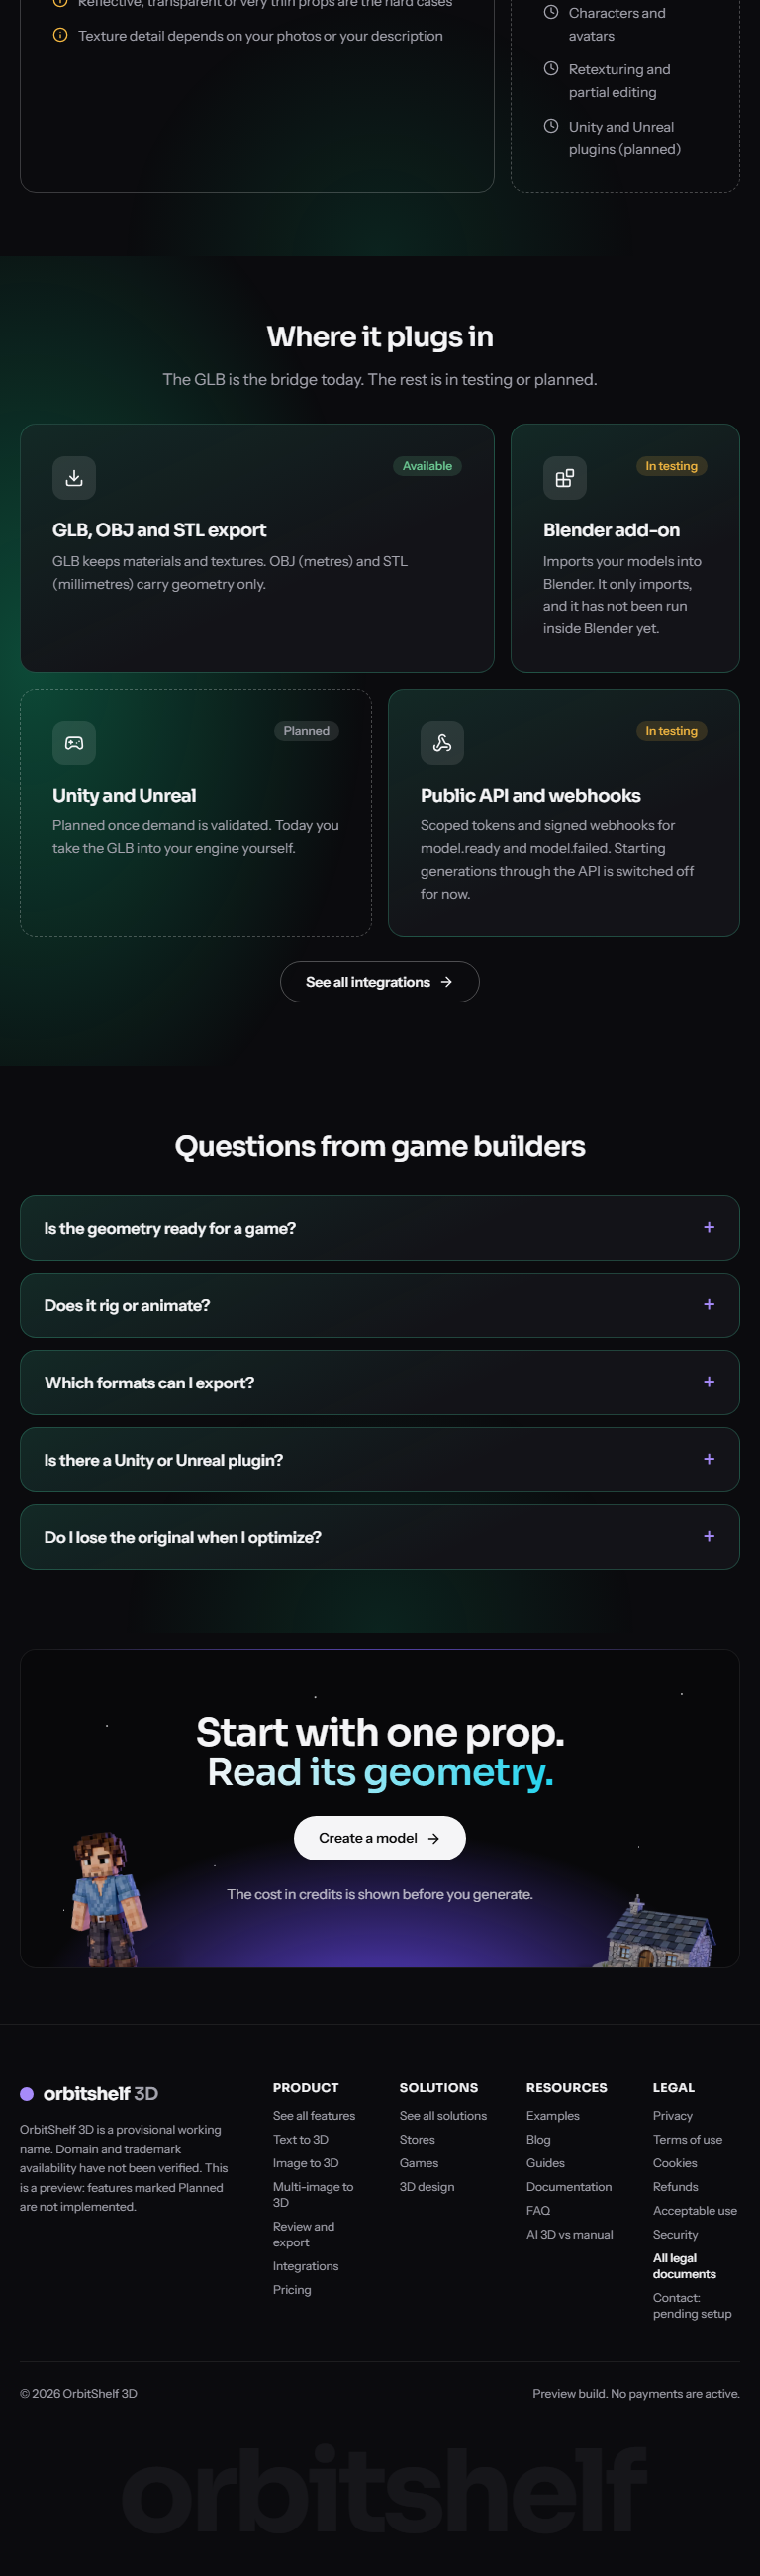 Reflective, transparent or very thin props are the hard cases
Texture detail depends on your photos or your description
Characters and
avatars
Retexturing and
partial editing
Unity and Unreal
plugins (planned)
Where it plugs in
The GLB is the bridge today. The rest is in testing or planned.
Available
GLB, OBJ and STL export
GLB keeps materials and textures. OBJ (metres) and STL
(millimetres) carry geometry only.
In testing
Blender add-on
Imports your models into
Blender. It only imports,
and it has not been run
inside Blender yet.
Planned
Unity and Unreal
Planned once demand is validated. Today you
take the GLB into your engine yourself.
In testing
Public API and webhooks
Scoped tokens and signed webhooks for
model.ready and model.failed. Starting
generations through the API is switched off
for now.
See all integrations
Questions from game builders
Is the geometry ready for a game?
Does it rig or animate?
Which formats can I export?
Is there a Unity or Unreal plugin?
Do I lose the original when I optimize?
Start with one prop.
Read its geometry.
Create a model
The cost in credits is shown before you generate.
orbitshelf 3D
OrbitShelf 3D is a provisional working
name. Domain and trademark
availability have not been verified. This
is a preview: features marked Planned
are not implemented.
PRODUCT
See all features
Text to 3D
Image to 3D
Multi-image to
3D
Review and
export
Integrations
Pricing
SOLUTIONS
See all solutions
Stores
Games
3D design
RESOURCES
Examples
Blog
Guides
Documentation
FAQ
AI 3D vs manual
LEGAL
Privacy
Terms of use
Cookies
Refunds
Acceptable use
Security
All legal
documents
Contact:
pending setup
© 2026 OrbitShelf 3D
Preview build. No payments are active.
orbitshelf